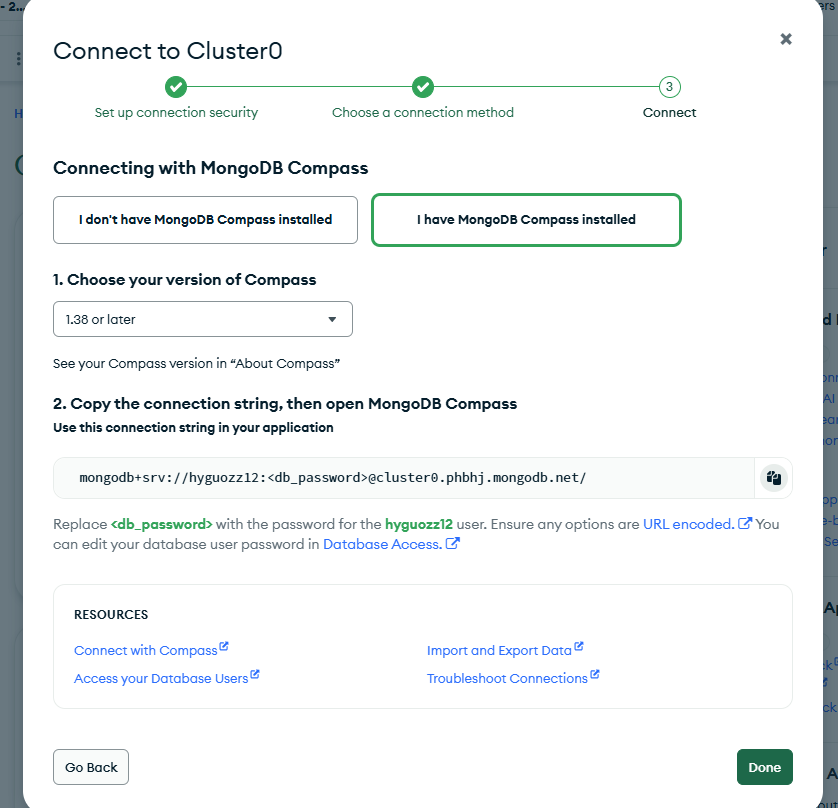 Connect to Cluster0
3
Set up connection security
Choose a connection method
Connect
Connecting with MongoDB Compass
I don't have MongoDB Compass installed
I have MongoDB Compass installed
1. Choose your version of Compass
1.38 or later
See your Compass version in “About Compass”
2. Copy the connection string, then open MongoDB Compass
Use this connection string in your application
mongodb+srv://hyguozz12:<db_password>@cluster0.phbhj.mongodb.net/
Replace <db_password> with the password for the hyguozz12 user. Ensure any options are URL encoded. You
can edit your database user password in Database Access.
RESOURCES
Connect with Compass
Import and Export Data
Access your Database Users
Troubleshoot Connections
Go Back
Done